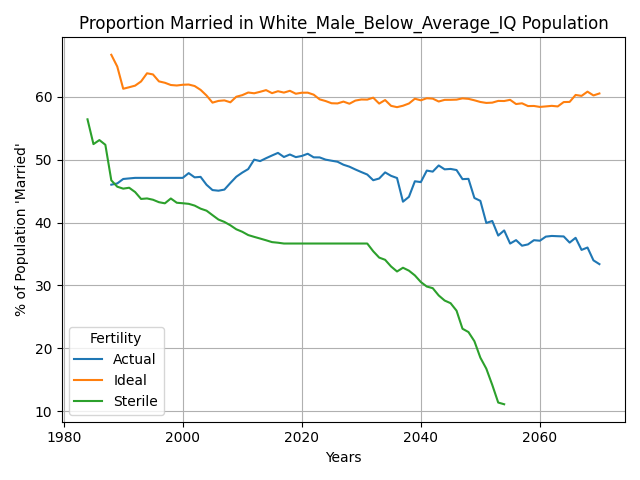 Proportion Married in White_Male_Below_Average_IQ Population
% of Population 'Married'
60
50
40
30
20
10
Fertility
Actual
Ideal
Sterile
1980
2000
2020
2040
2060
Years